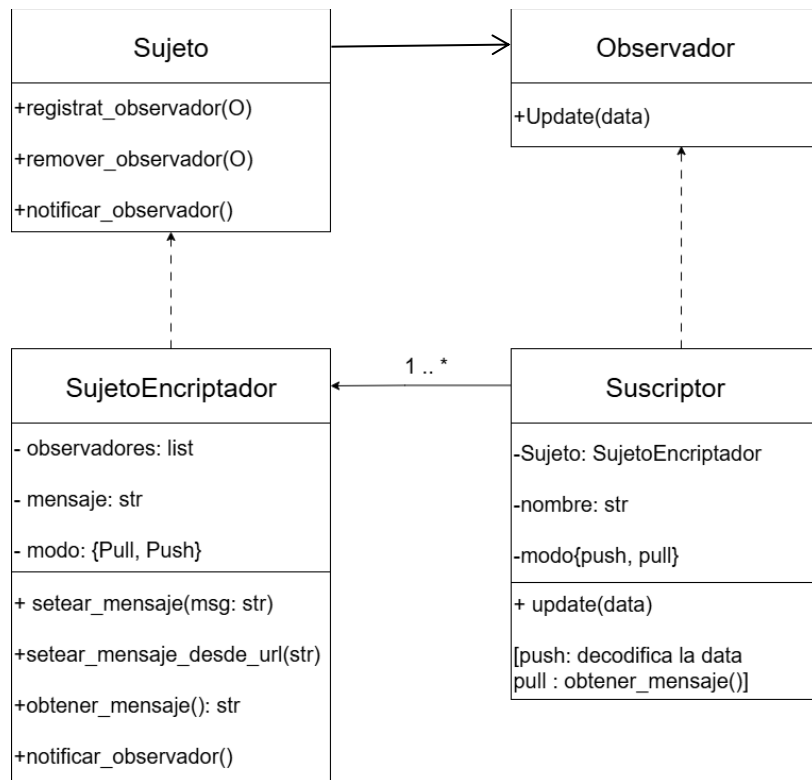 Sujeto
+registrat_observador(O)
+remover_observador(O)
+notificar_observador()
Observador
+Update(data)
1 .. *
SujetoEncriptador
- observadores: list
- mensaje: str
- modo: {Pull, Push}
+ setear_mensaje(msg: str)
+setear_mensaje_desde_url(str)
+obtener_mensaje(): str
+notificar_observador()
Suscriptor
-Sujeto: SujetoEncriptador
-nombre: str
-modo{push, pull}
+ update(data)
[push: decodifica la data
pull : obtener_mensaje()]